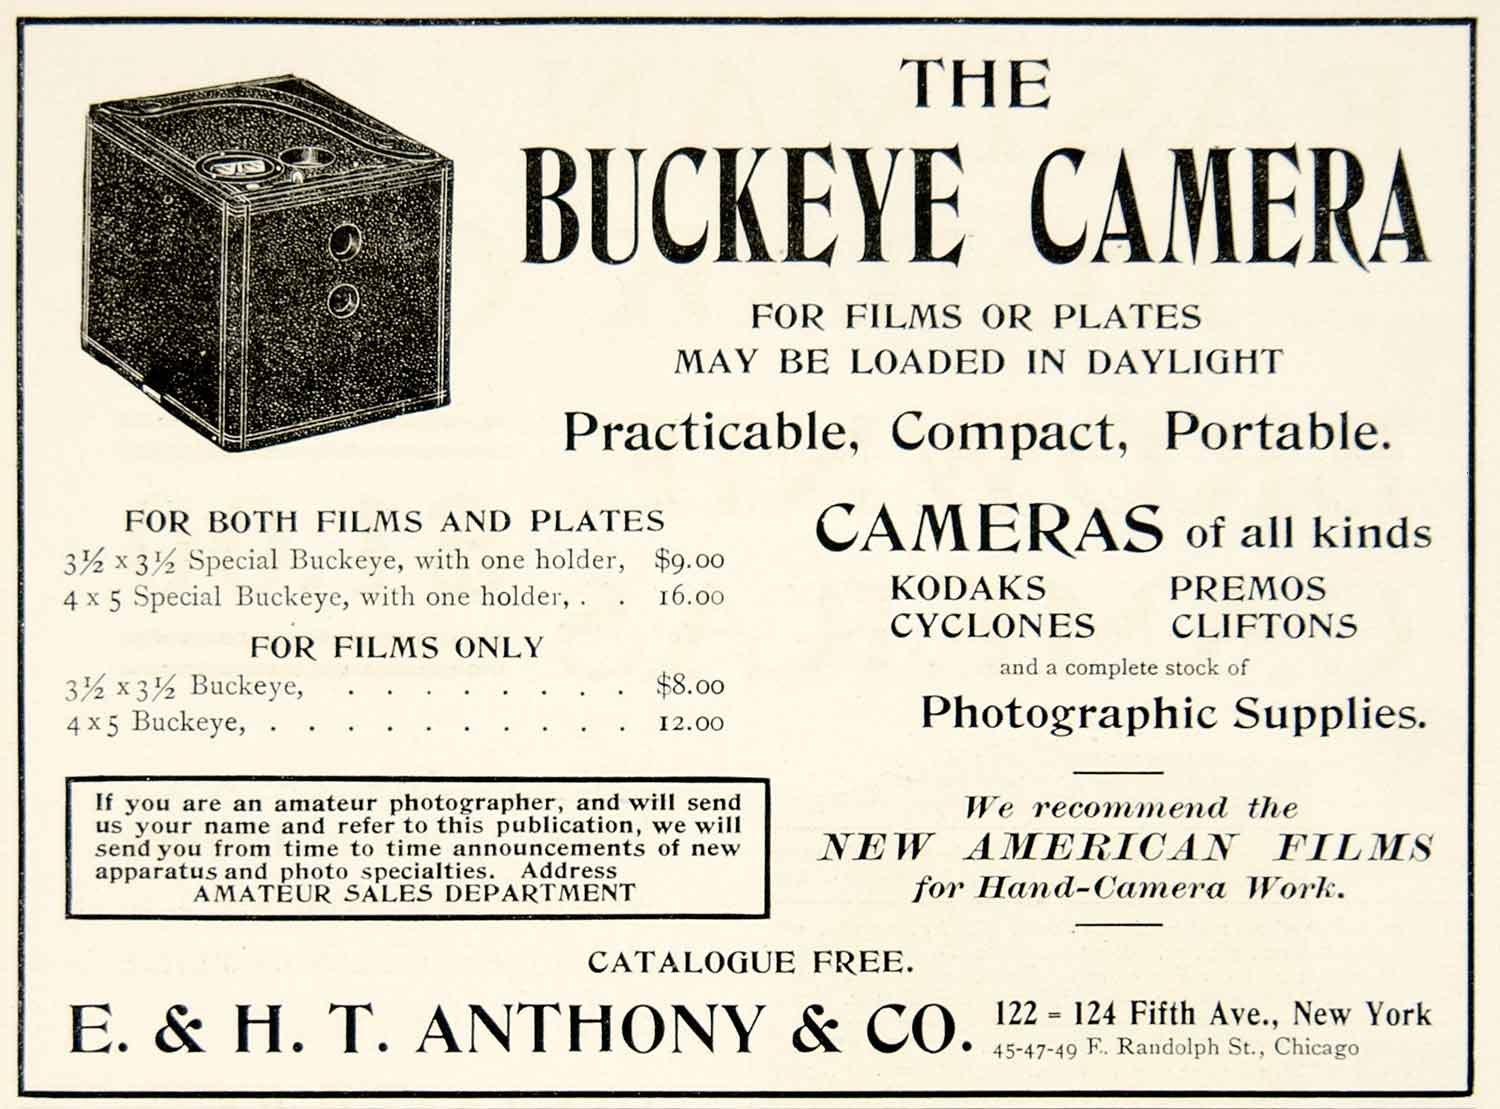 THE
BUCKEYE CAMERA
FOR FILMS OR PLATES
MAY BE LOADED IN DAYLIGHT
Practicable, Compact, Portable.
FOR BOTH FILMS AND PLATES
3½ x 3½ Special Buckeye, with one holder, $9.00
4 x 5 Special Buckeye, with one holder, . . 16.00
FOR FILMS ONLY
3½ x 3½ Buckeye, . . . . . . . . $8.00
4 x 5 Buckeye, . . . . . . . . . . 12.00
CAMERAS of all kinds
KODAKS PREMOS
CYCLONES CLIFTONS
and a complete stock of
Photographic Supplies.
If you are an amateur photographer, and will send
us your name and refer to this publication, we will
send you from time to time announcements of new
apparatus and photo specialties. Address
AMATEUR SALES DEPARTMENT
We recommend the
NEW AMERICAN FILMS
for Hand-Camera Work.
CATALOGUE FREE.
E. & H. T. ANTHONY & CO.
122 = 124 Fifth Ave., New York
45-47-49 E. Randolph St., Chicago